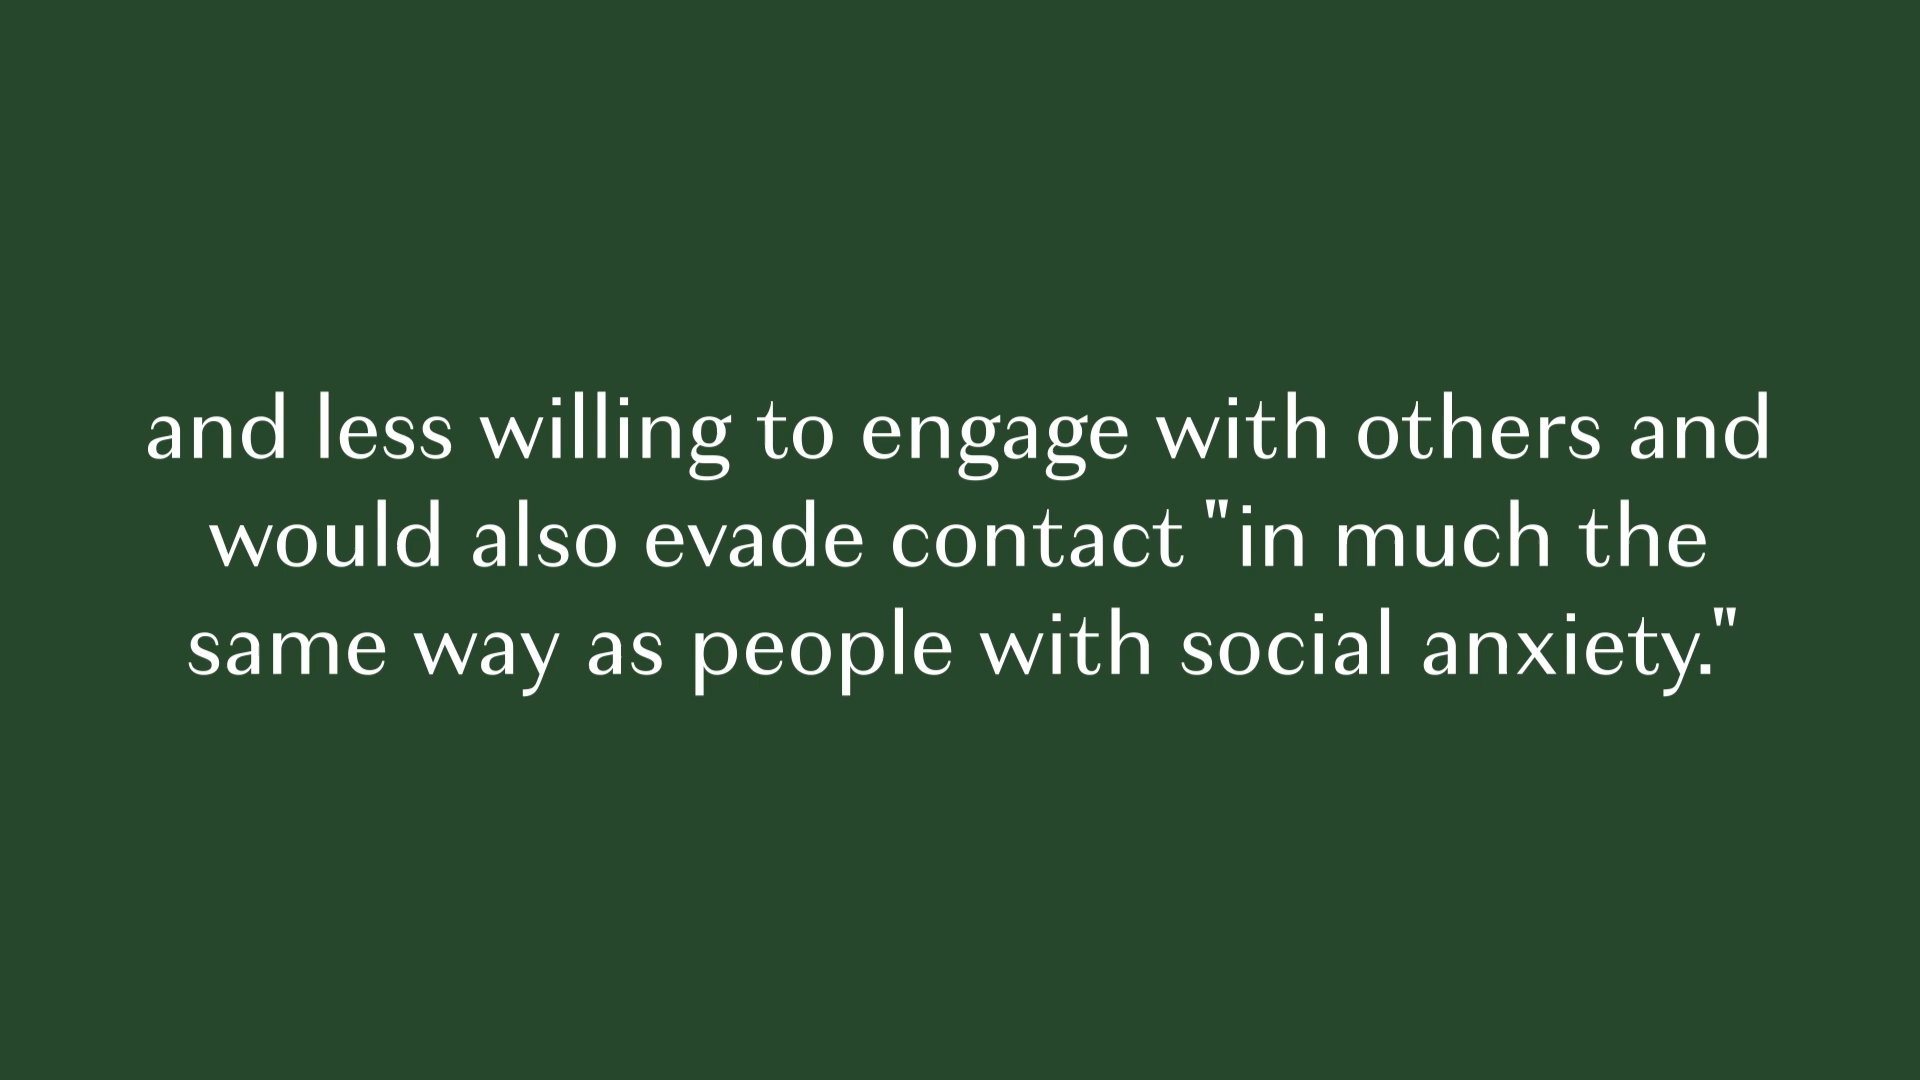 and less willing to engage with others and
would also evade contact "in much the
same way as people with social anxiety."